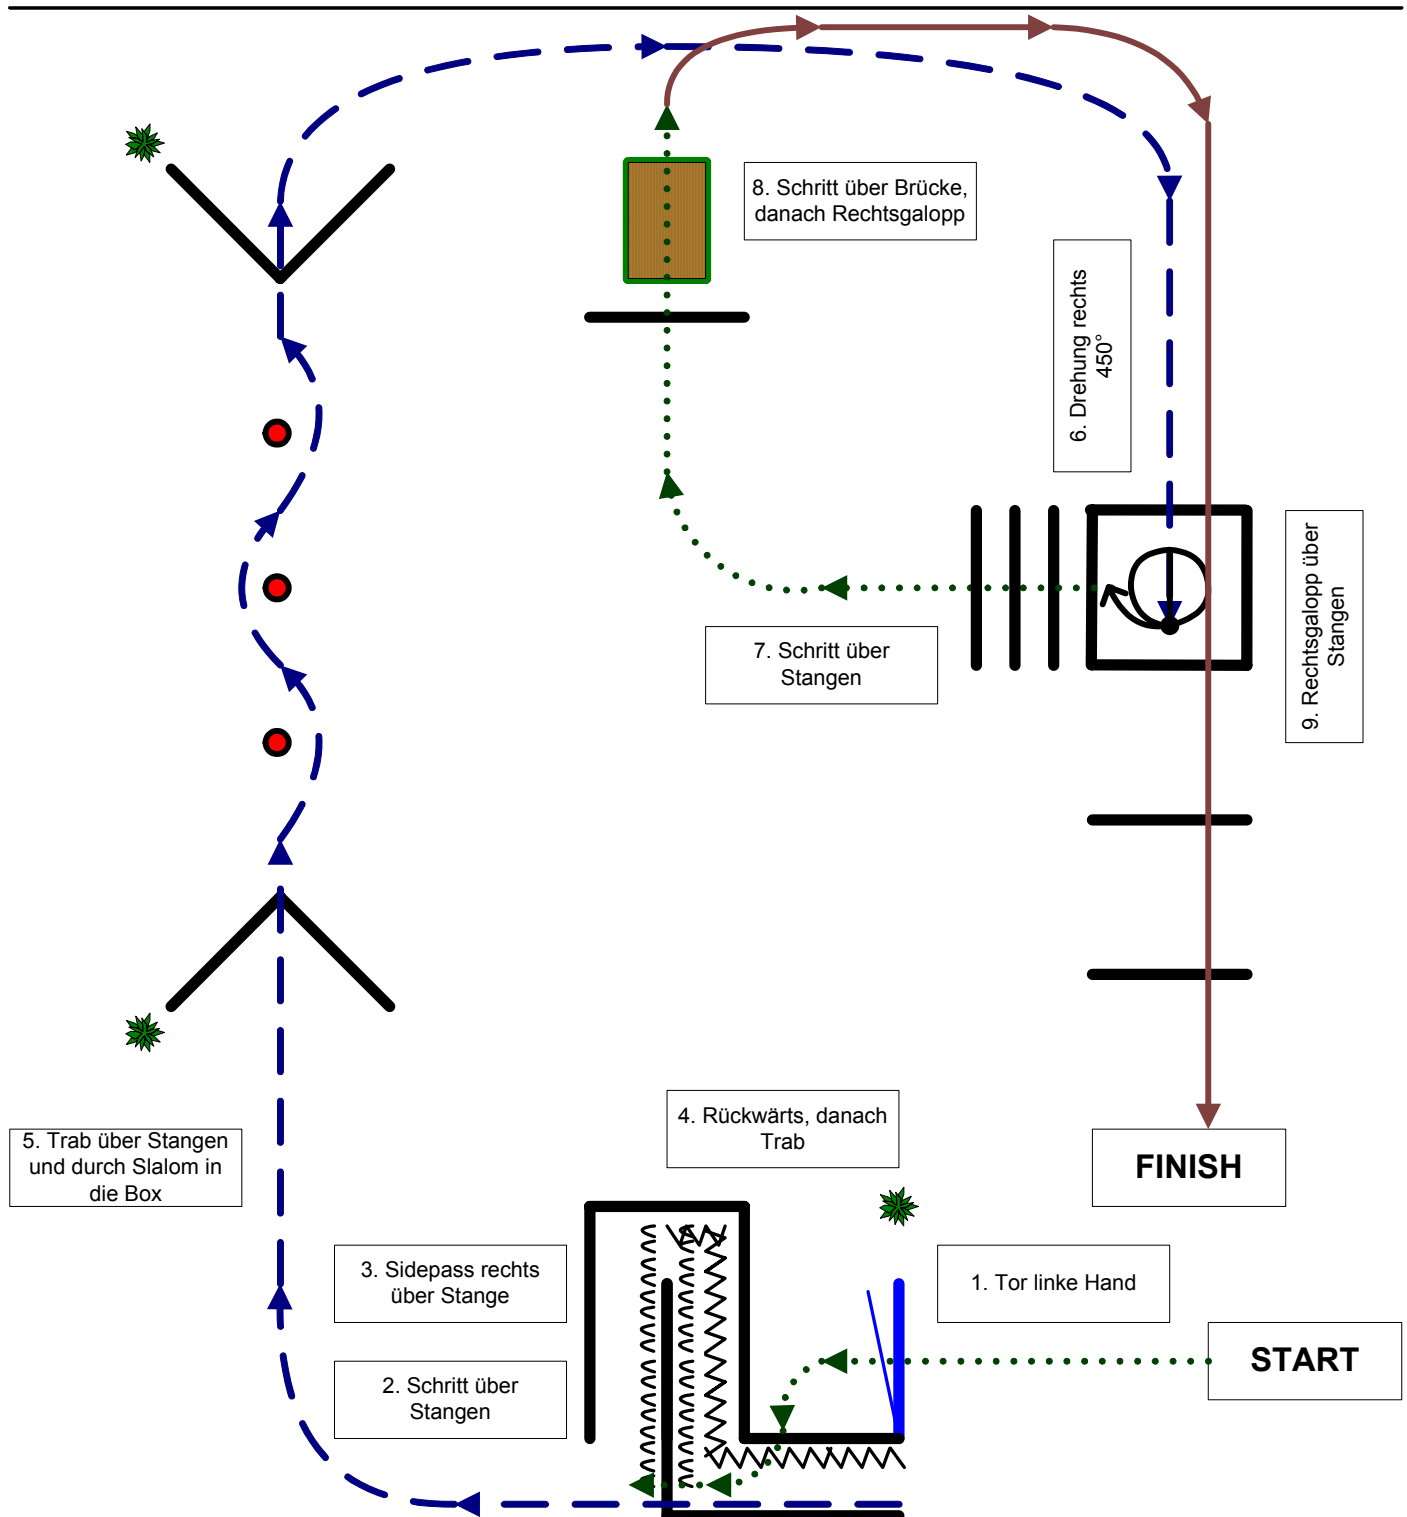 8. Schritt über Brücke,
danach Rechtsgalopp
6. Drehung rechts
450°
9. Rechtsgalopp über
Stangen
7. Schritt über
Stangen
4. Rückwärts, danach
Trab
5. Trab über Stangen
und durch Slalom in
die Box
FINISH
3. Sidepass rechts
über Stange
1. Tor linke Hand
START
2. Schritt über
Stangen